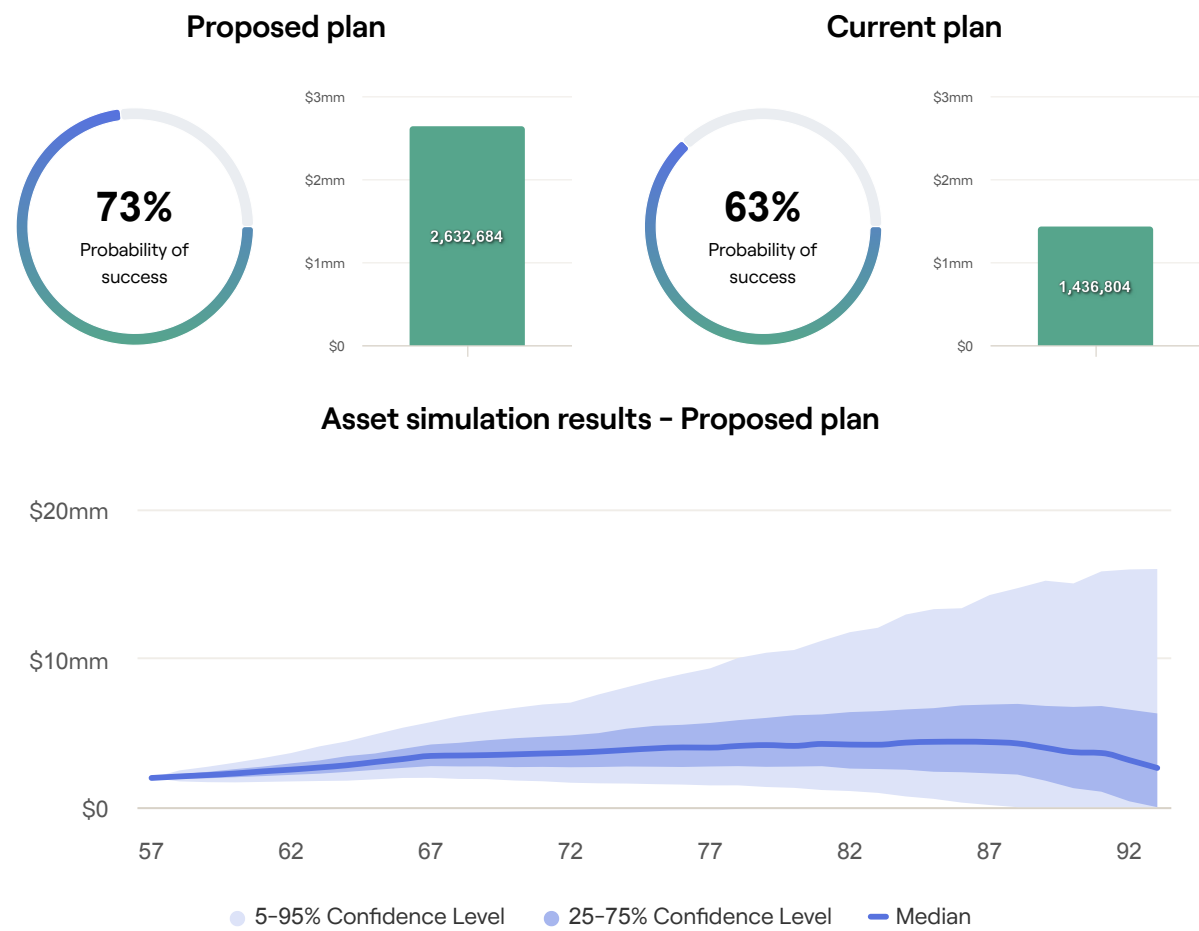 Proposed plan
Current plan
$3mm
$2mm
$1mm
$0
73%
Probability of
success
2,632,684
$3mm
$2mm
$1mm
$0
63%
Probability of
success
1,436,804
Asset simulation results – Proposed plan
$20mm
$10mm
$0
57 62 67 72 77 82 87 92
5–95% Confidence Level 25–75% Confidence Level Median